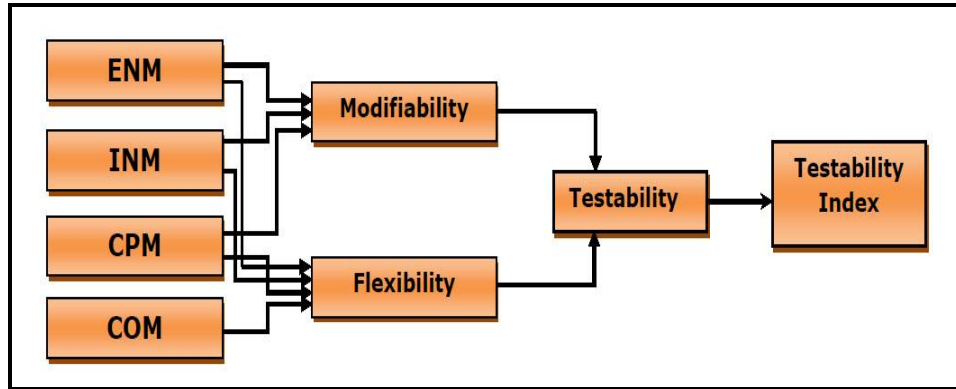 ENM
INM
CPM
COM
Modifiability
Flexibility
Testability
Testability
Index